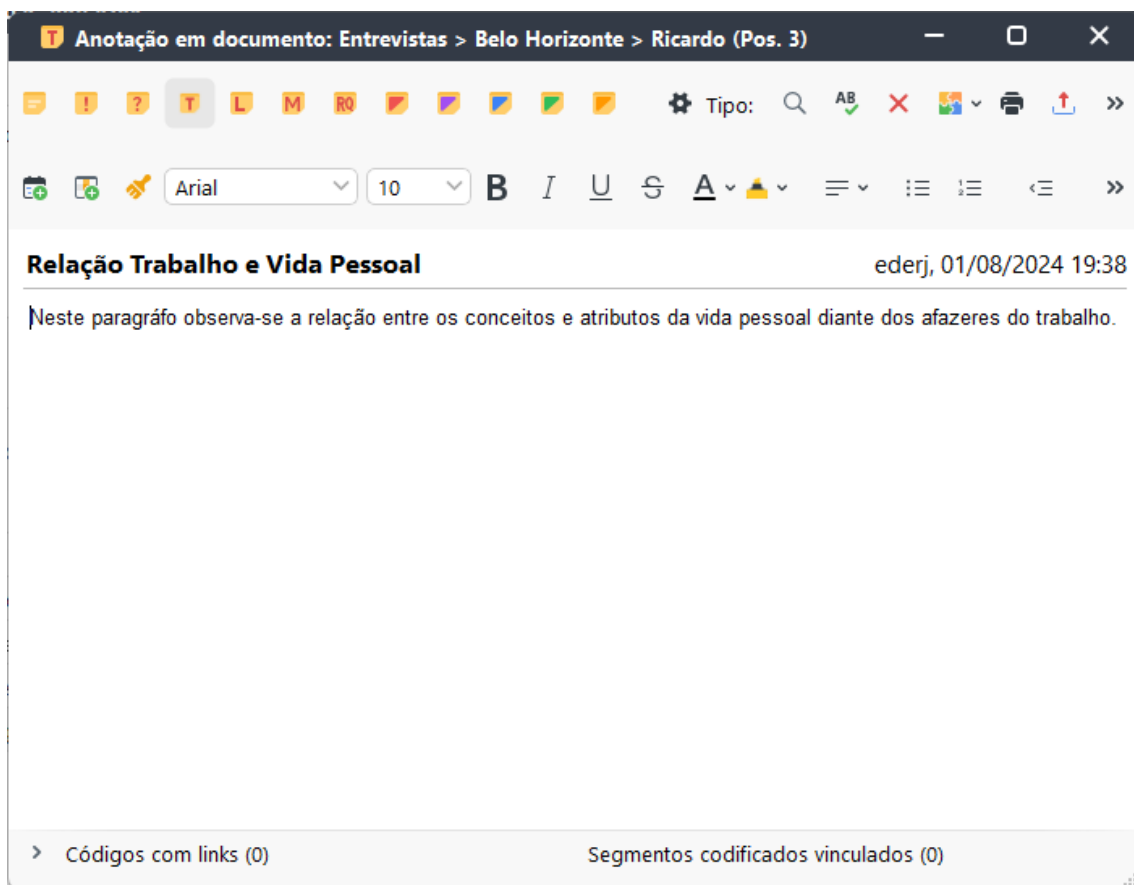 T Anotação em documento: Entrevistas > Belo Horizonte > Ricardo (Pos. 3)
! ? T L M RQ Tipo: AB
Arial 10 B I U S A
Relação Trabalho e Vida Pessoal ederj, 01/08/2024 19:38
Neste paragráfo observa-se a relação entre os conceitos e atributos da vida pessoal diante dos afazeres do trabalho.
Códigos com links (0) Segmentos codificados vinculados (0)